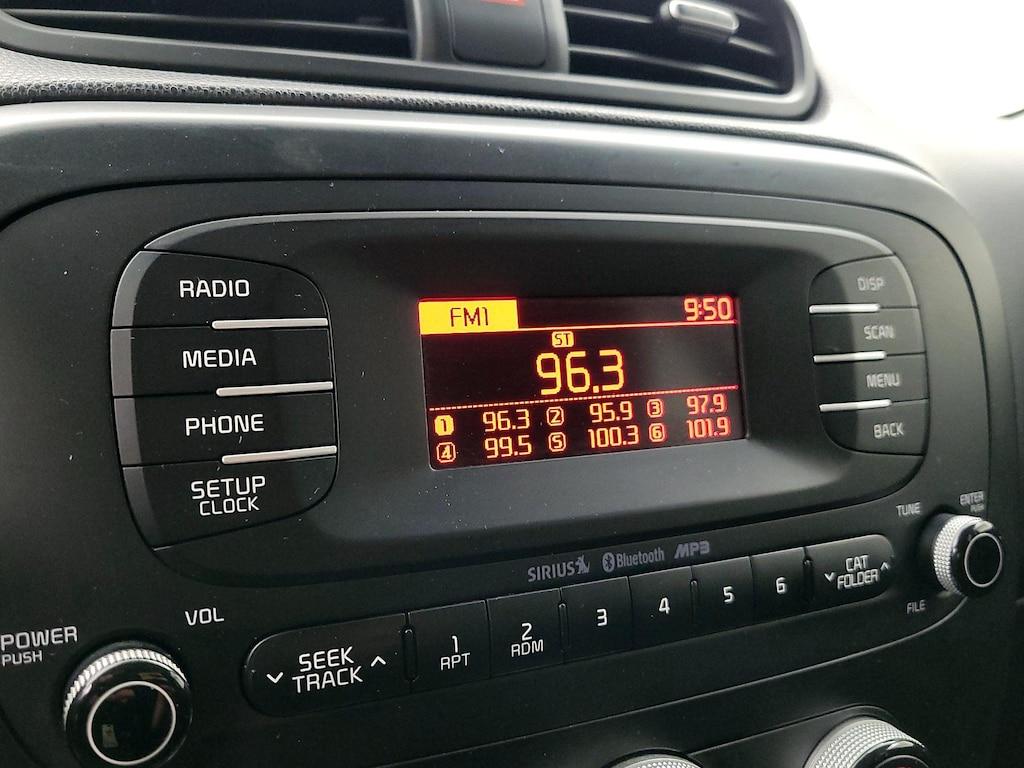 RADIO
MEDIA
PHONE
SETUP
CLOCK
FM1 9:50
ST
96.3
1 96.3 2 95.9 3 97.9
4 99.5 5 100.3 6 101.9
DISP
SCAN
MENU
BACK
SIRIUS Bluetooth MP3
POWER
PUSH
VOL
SEEK
TRACK
1
RPT
2
RDM
3
4
5
6
CAT
FOLDER
TUNE
ENTER
PUSH
FILE